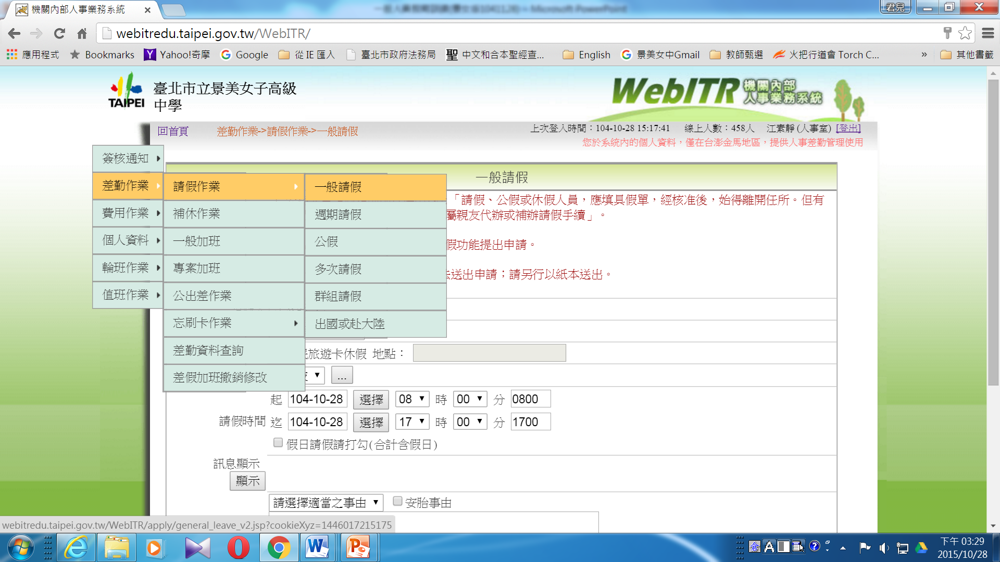 機關內部人事業務系統
君兒
webitredu.taipei.gov.tw/WebITR/
應用程式
Bookmarks
Yahoo!奇摩
Google
從 IE 匯入
臺北市政府法務局
聖 中文和合本聖經查...
English
景美女中Gmail
教師甄選
火把行道會 Torch C...
»
其他書籤
TAIPEI
臺北市立景美女子高級
中學
WebITR 機關內部
人事業務系統
回首頁
差勤作業->請假作業->一般請假
上次登入時間：104-10-28 15:17:41 線上人數：458人 江素靜 (人事室) [登出]
您於系統內的個人資料，僅在台澎金馬地區，提供人事差勤管理使用
簽核通知
差勤作業
費用作業
個人資料
輪班作業
值班作業
請假作業
補休作業
一般加班
專案加班
公出差作業
忘刷卡作業
差勤資料查詢
差假加班撤銷修改
一般請假
週期請假
公假
多次請假
群組請假
出國或赴大陸
一般請假
「請假、公假或休假人員，應填具假單，經核准後，始得離開任所。但有
屬親友代辦或補辦請假手續」。
假功能提出申請。
送出申請；請另行以紙本送出。
旅遊卡休假 地點：
...
請假時間
起 104-10-28 選擇 08 時 00 分 0800
迄 104-10-28 選擇 17 時 00 分 1700
假日請假請打勾(合計含假日)
訊息顯示
顯示
請選擇適當之事由
安胎事由
webitredu.taipei.gov.tw/WebITR/apply/general_leave_v2.jsp?cookieXyz=1446017215175
倉 A
下午 03:29
2015/10/28